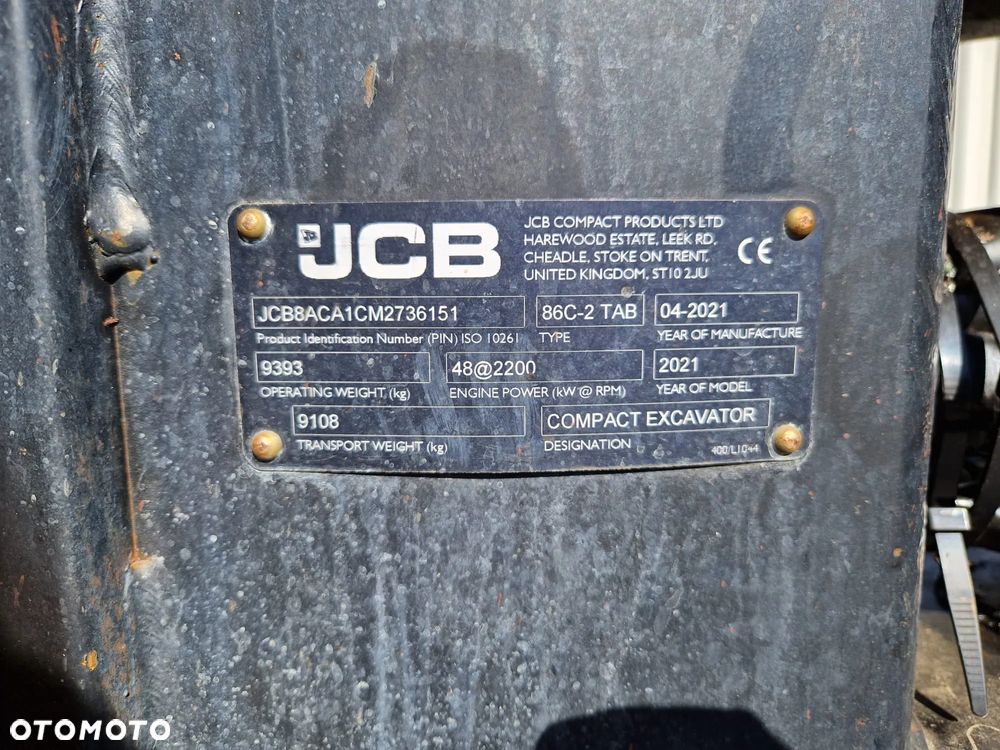 JCB
JCB COMPACT PRODUCTS LTD
HAREWOOD ESTATE, LEEK RD,
CHEADLE, STOKE ON TRENT,
UNITED KINGDOM, ST10 2JU
CE
JCB8ACA1CM2736151 86C-2 TAB 04-2021
Product Identification Number (PIN) ISO 10261 TYPE YEAR OF MANUFACTURE
9393 48@2200 2021
OPERATING WEIGHT (kg) ENGINE POWER (kW @ RPM) YEAR OF MODEL
9108 COMPACT EXCAVATOR
TRANSPORT WEIGHT (kg) DESIGNATION 400/L1044
OTOMOTO